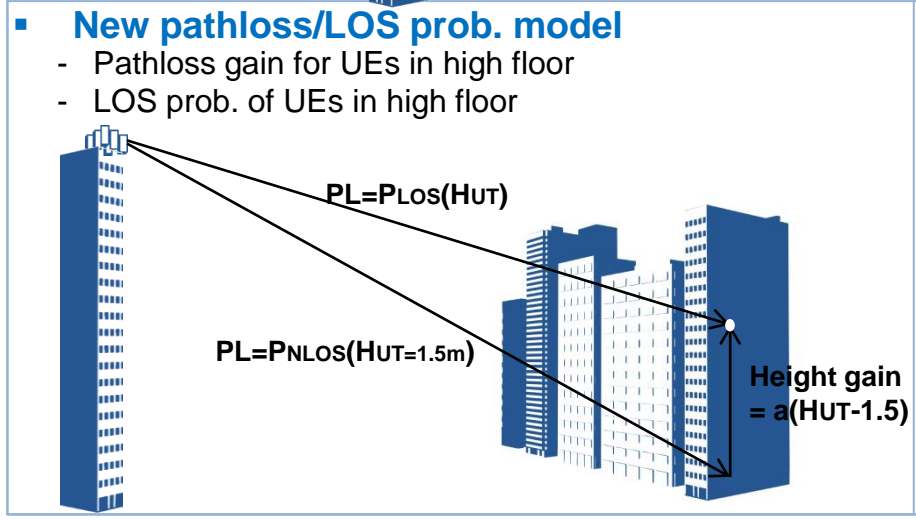 ▪ New pathloss/LOS prob. model
- Pathloss gain for UEs in high floor
- LOS prob. of UEs in high floor
PL=PLOS(HUT)
PL=PNLOS(HUT=1.5m)
Height gain
= a(HUT-1.5)